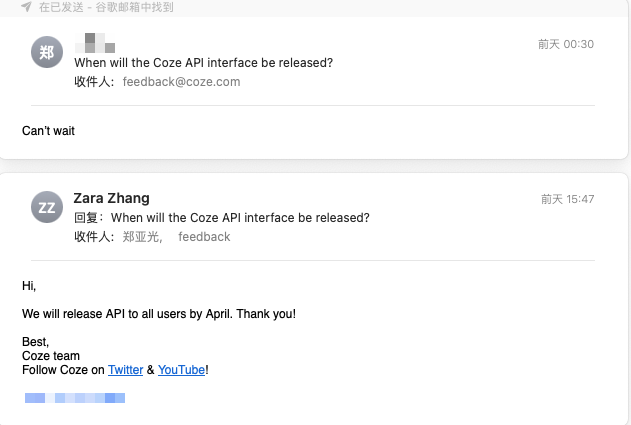 在已发送 – 谷歌邮箱中找到
郑
前天 00:30
When will the Coze API interface be released?
收件人： feedback@coze.com
Can't wait
ZZ
Zara Zhang
前天 15:47
回复：When will the Coze API interface be released?
收件人： 郑亚光， feedback
Hi,
We will release API to all users by April. Thank you!
Best,
Coze team
Follow Coze on Twitter & YouTube!